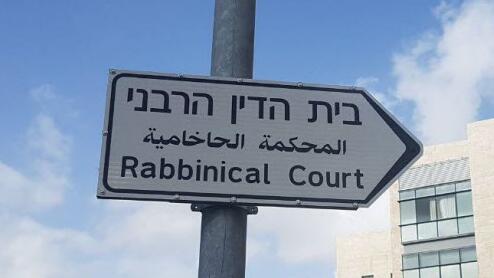 בית הדין הרבני
المحكمة الحاخامية
Rabbinical Court